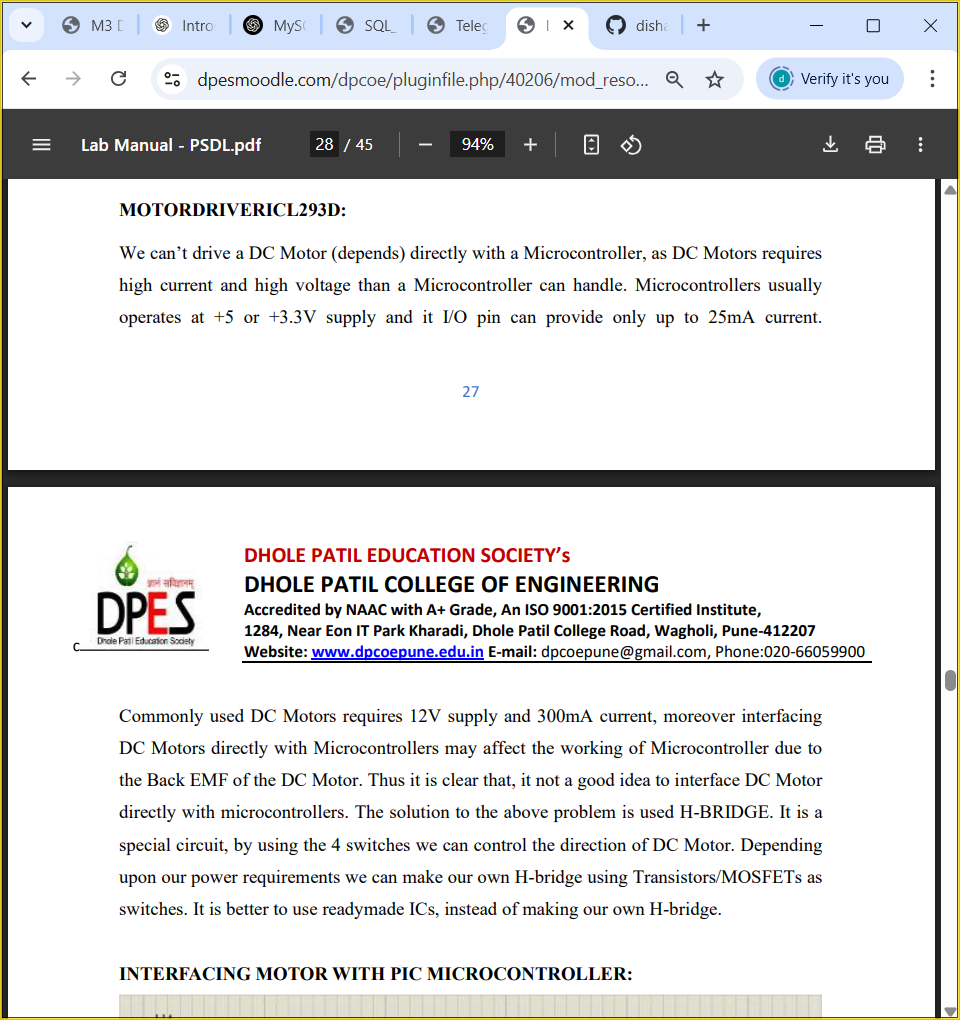 M3 D
Intro
MyS
SQL_
Teleg
disha
dpesmoodle.com/dpcoe/pluginfile.php/40206/mod_reso...
d
Verify it's you
Lab Manual - PSDL.pdf
28 / 45
94%
MOTORDRIVERICL293D:
We can't drive a DC Motor (depends) directly with a Microcontroller, as DC Motors requires
high current and high voltage than a Microcontroller can handle. Microcontrollers usually
operates at +5 or +3.3V supply and it I/O pin can provide only up to 25mA current.
27
DHOLE PATIL EDUCATION SOCIETY's
DHOLE PATIL COLLEGE OF ENGINEERING
Accredited by NAAC with A+ Grade, An ISO 9001:2015 Certified Institute,
1284, Near Eon IT Park Kharadi, Dhole Patil College Road, Wagholi, Pune-412207
Website: www.dpcoepune.edu.in E-mail: dpcoepune@gmail.com, Phone:020-66059900
DPES
Dhole Patil Education Society
C
Commonly used DC Motors requires 12V supply and 300mA current, moreover interfacing
DC Motors directly with Microcontrollers may affect the working of Microcontroller due to
the Back EMF of the DC Motor. Thus it is clear that, it not a good idea to interface DC Motor
directly with microcontrollers. The solution to the above problem is used H-BRIDGE. It is a
special circuit, by using the 4 switches we can control the direction of DC Motor. Depending
upon our power requirements we can make our own H-bridge using Transistors/MOSFETs as
switches. It is better to use readymade ICs, instead of making our own H-bridge.
INTERFACING MOTOR WITH PIC MICROCONTROLLER: